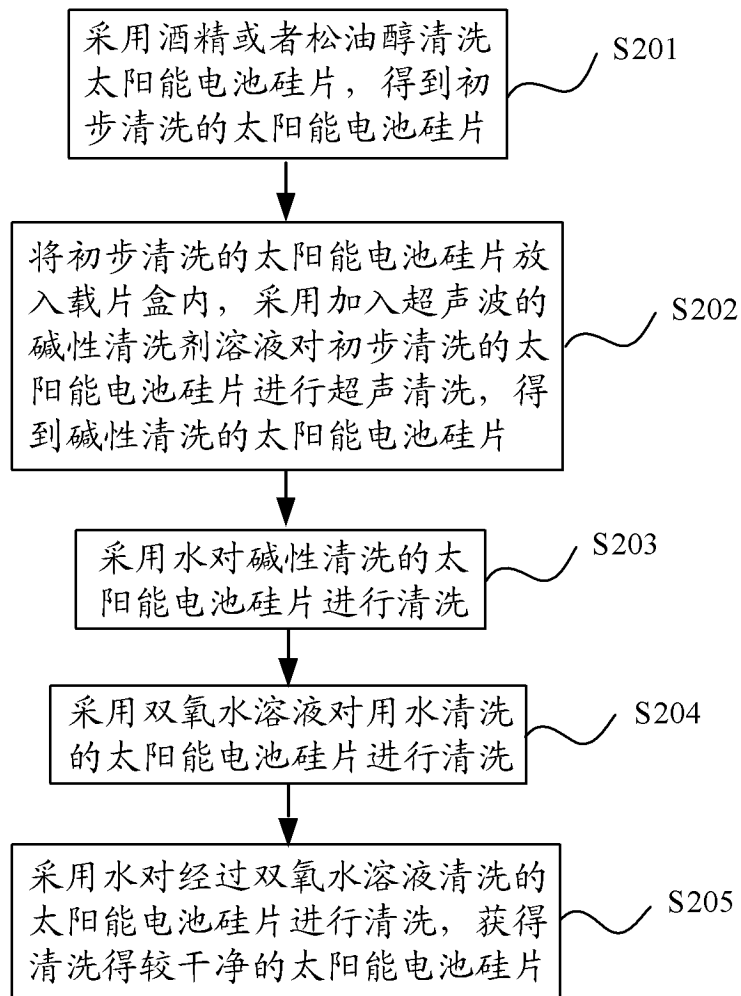 采用酒精或者松油醇清洗
太阳能电池硅片，得到初
步清洗的太阳能电池硅片
S201
将初步清洗的太阳能电池硅片放
入载片盒内，采用加入超声波的
碱性清洗剂溶液对初步清洗的太
阳能电池硅片进行超声清洗，得
到碱性清洗的太阳能电池硅片
S202
采用水对碱性清洗的太
阳能电池硅片进行清洗
S203
采用双氧水溶液对用水清洗
的太阳能电池硅片进行清洗
S204
采用水对经过双氧水溶液清洗的
太阳能电池硅片进行清洗，获得
清洗得较干净的太阳能电池硅片
S205